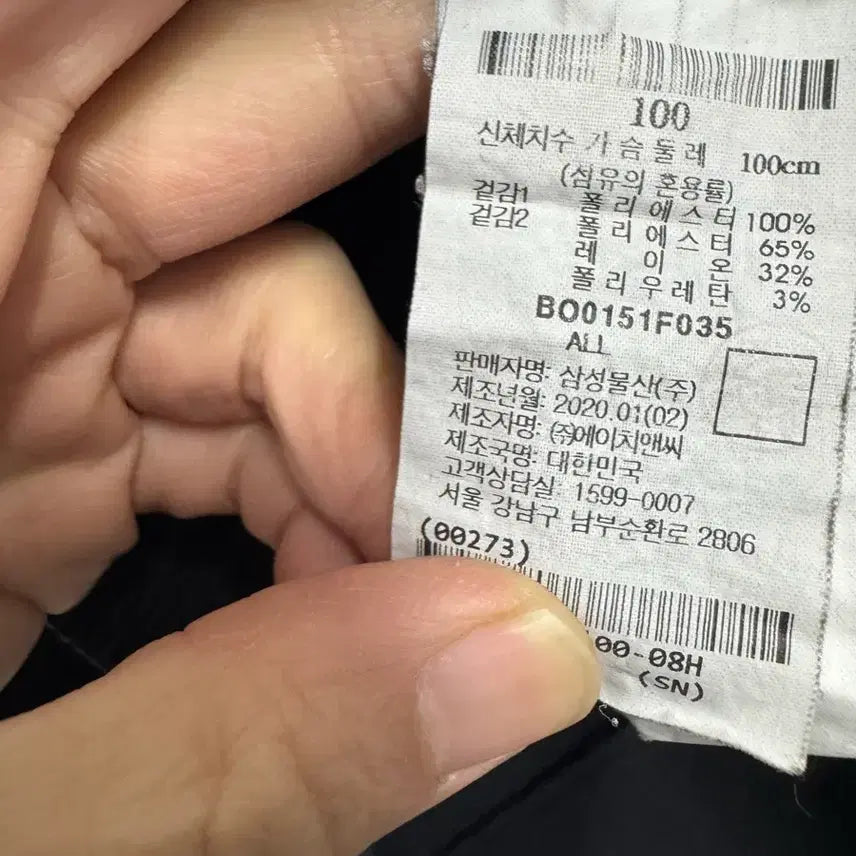 100
신체치수 가슴둘레 100cm
(섬유의 혼용률)
겉감1 폴리에스터 100%
겉감2 폴리에스터 65%
레이온 32%
폴리우레탄 3%
BO0151F035
ALL
판매자명: 삼성물산(주)
제조년월: 2020.01(02)
제조자명: ㈜에이치앤씨
제조국명: 대한민국
고객상담실: 1599-0007
서울 강남구 남부순환로 2806
(00273)
00-08H
(SN)